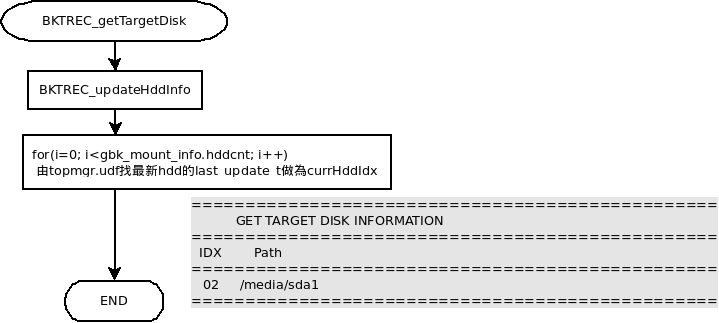 BKTREC_getTargetDisk
BKTREC_updateHddInfo
for(i=0; i<gbk_mount_info.hddcnt; i++)
由topmgr.udf找最新hdd的last_update_t做為currHddIdx
====================================================
GET TARGET DISK INFORMATION
====================================================
IDX Path
====================================================
02 /media/sda1
====================================================
END